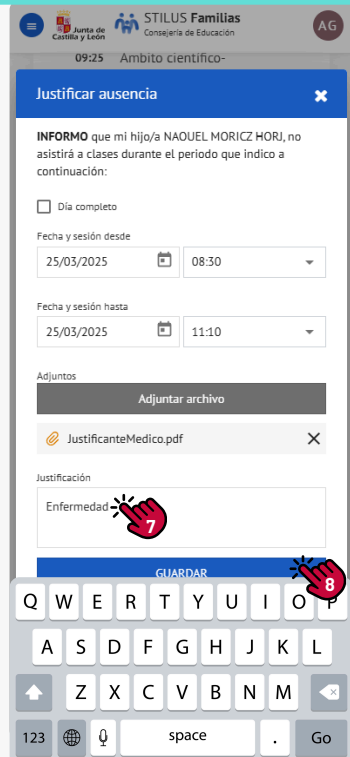 Junta de
Castilla y León
STILUS Familias
Consejería de Educación
AG
09:25 Ámbito científico-
Justificar ausencia
INFORMO que mi hijo/a NAOUEL MORICZ HORJ, no
asistirá a clases durante el periodo que indico a
continuación:
Día completo
Fecha y sesión desde
25/03/2025 08:30
Fecha y sesión hasta
25/03/2025 11:10
Adjuntos
Adjuntar archivo
JustificanteMedico.pdf
Justificación
Enfermedad
7
GUARDAR
8
Q W E R T Y U I O P
A S D F G H J K L
Z X C V B N M
123 space . Go